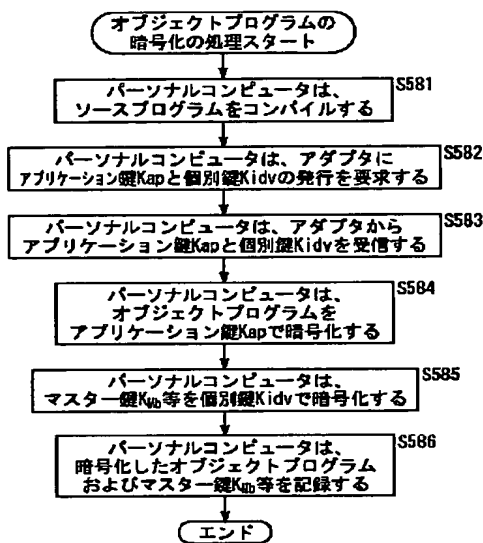 オブジェクトプログラムの
暗号化の処理スタート
S581
パーソナルコンピュータは、
ソースプログラムをコンパイルする
S582
パーソナルコンピュータは、アダプタに
アプリケーション鍵Kapと個別鍵Kidvの発行を要求する
S583
パーソナルコンピュータは、アダプタから
アプリケーション鍵Kapと個別鍵Kidvを受信する
S584
パーソナルコンピュータは、
オブジェクトプログラムを
アプリケーション鍵Kapで暗号化する
S585
パーソナルコンピュータは、
マスター鍵KMb等を個別鍵Kidvで暗号化する
S586
パーソナルコンピュータは、
暗号化したオブジェクトプログラム
およびマスター鍵KMb等を記録する
エンド